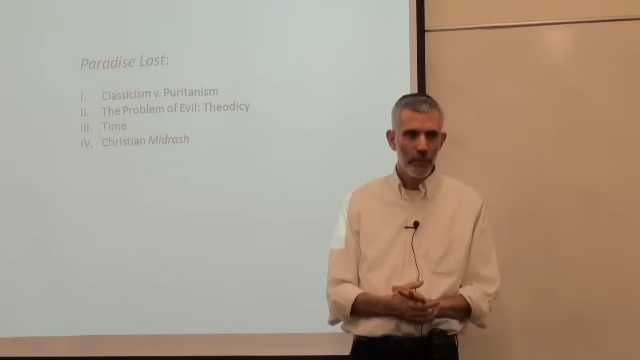 Paradise Lost:
I. Classicism v. Puritanism
II. The Problem of Evil: Theodicy
III. Time
IV. Christian Midrash